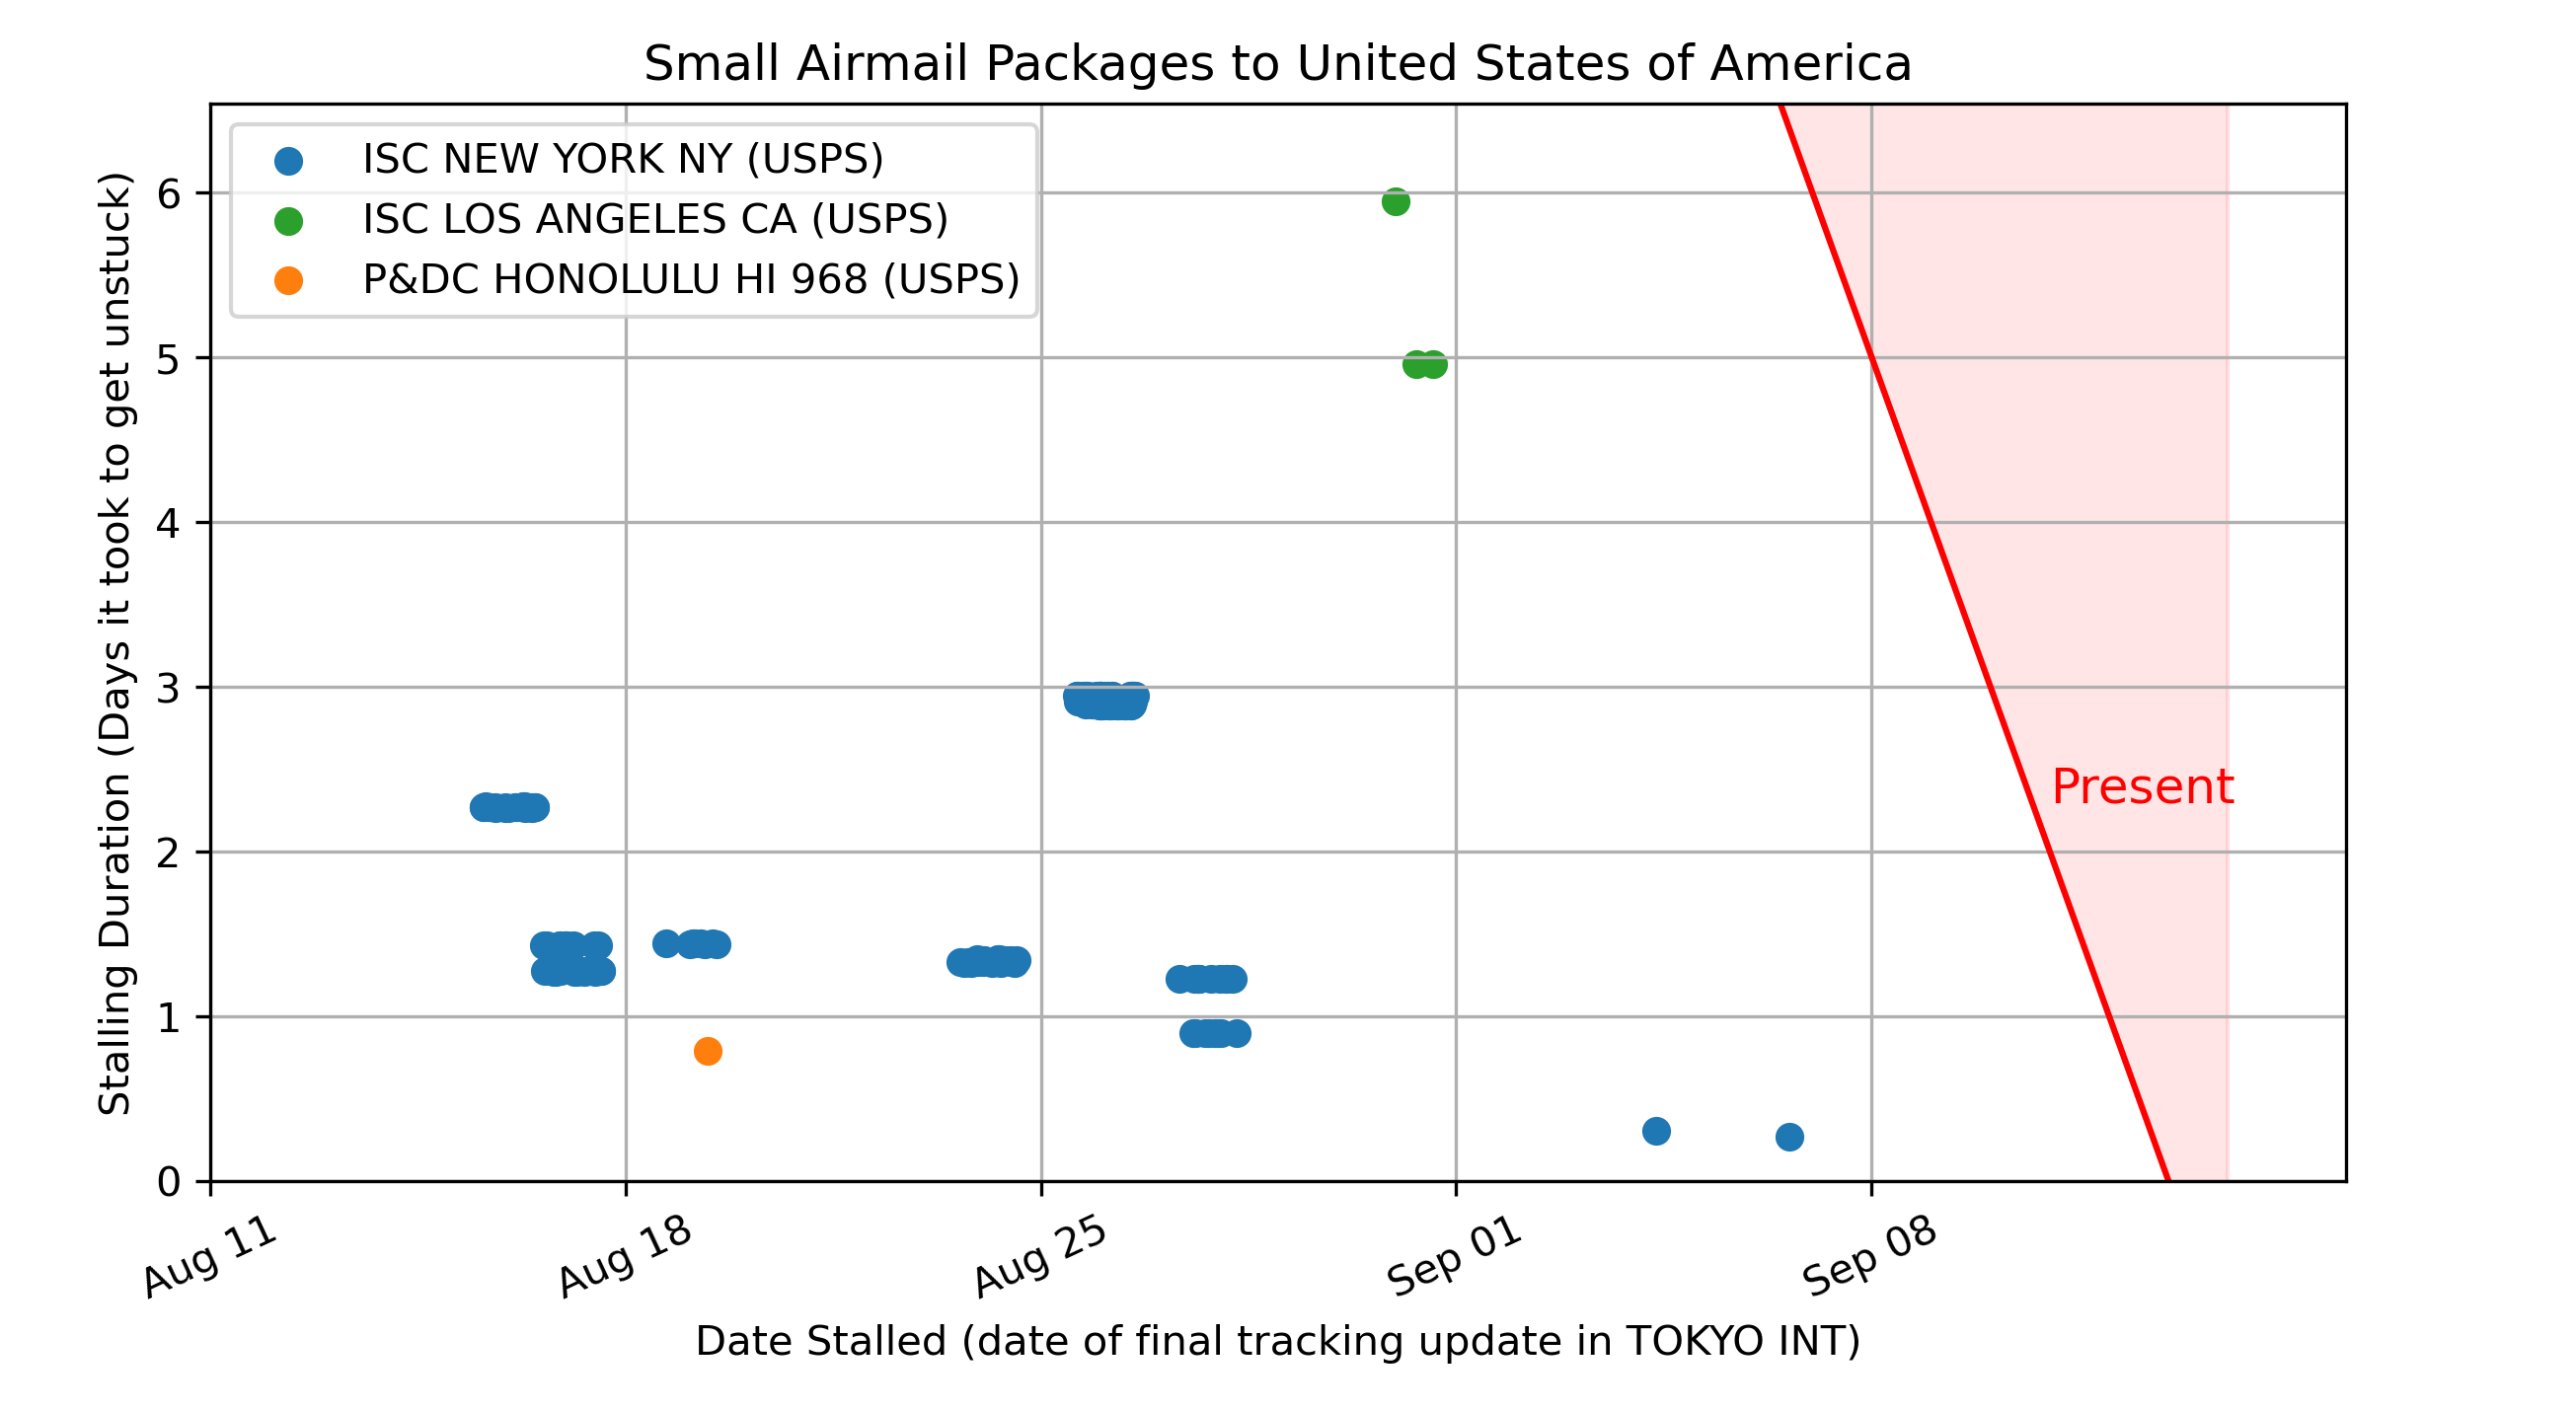 Small Airmail Packages to United States of America
ISC NEW YORK NY (USPS)
ISC LOS ANGELES CA (USPS)
P&DC HONOLULU HI 968 (USPS)
Stalling Duration (Days it took to get unstuck)
6
5
4
3
2
1
0
Present
Aug 11
Aug 18
Aug 25
Sep 01
Sep 08
Date Stalled (date of final tracking update in TOKYO INT)